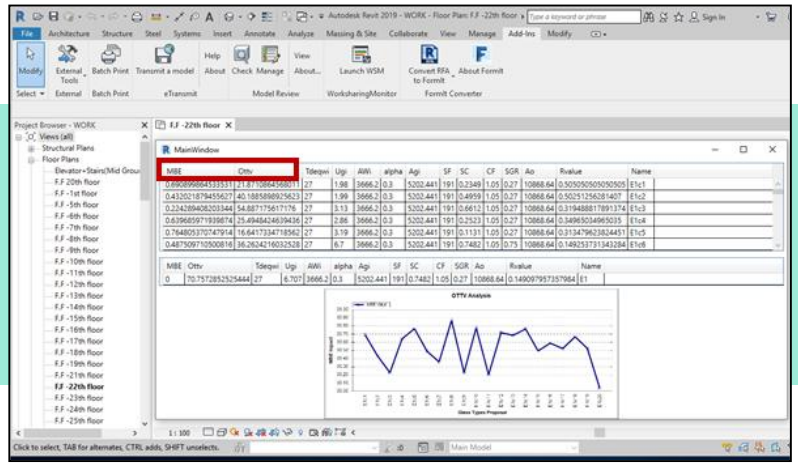 Autodesk Revit 2019 - WORK - Floor Plan: F.F -22th floor
Type a keyword or phrase
Sign In
File Architecture Structure Steel Systems Insert Annotate Analyze Massing & Site Collaborate View Manage Add-Ins Modify
Modify External Tools Batch Print Transmit a model Help About Check Manage View About... Launch WSM Convert RFA to FormIt About FormIt
Select External Batch Print eTransmit Model Review WorksharingMonitor FormIt Converter
Project Browser - WORK
F.F -22th floor
Views (all)
Structural Plans
Floor Plans
Elevator+Stairs(Mid Grou
F.F 20th floor
F.F -1st floor
F.F -5th floor
F.F -6th floor
F.F -7th floor
F.F -8th floor
F.F -9th floor
F.F -10th floor
F.F -11th floor
F.F -12th floor
F.F -13th floor
F.F -14th floor
F.F -15th floor
F.F -16th floor
F.F -17th floor
F.F -18th floor
F.F -19th floor
F.F -21th floor
F.F -22th floor
F.F -23th floor
F.F -24th floor
F.F -25th floor
MainWindow
MBE Ottv Tdeqwi Ugi AWi alpha Agi SF SC CF SGR Ao Rvalue Name
0.690899864533531 21.8710864568011 27 1.98 3666.2 0.3 5202.441 191 0.2349 1.05 0.27 10868.64 0.505050505050505 E1c1
0.432021879455627 40.1885898925623 27 1.99 3666.2 0.3 5202.441 191 0.4959 1.05 0.27 10868.64 0.50251256281407 E1c2
0.224289408203344 54.887175617176 27 3.13 3666.2 0.3 5202.441 191 0.6612 1.05 0.27 10868.64 0.319488817891374 E1c3
0.639685971939874 25.4948424639436 27 2.86 3666.2 0.3 5202.441 191 0.2523 1.05 0.27 10868.64 0.34965034965035 E1c4
0.764805370747914 16.6417334718562 27 3.19 3666.2 0.3 5202.441 191 0.1131 1.05 0.27 10868.64 0.313479623824451 E1c5
0.487509710500816 36.2624216032528 27 6.7 3666.2 0.3 5202.441 191 0.7482 1.05 0.75 10868.64 0.149253731343284 E1c6
MBE Ottv Tdeqwi Ugi AWi alpha Agi SF SC CF SGR Ao Rvalue Name
0 70.7572852525444 27 6.707 3666.2 0.3 5202.441 191 0.7482 1.05 0.27 10868.64 0.149097957357984 E1
OTTV Analysis
MBE Impact
Glass Types Proposal
1 : 100
Main Model
Click to select, TAB for alternates, CTRL adds, SHIFT unselects.